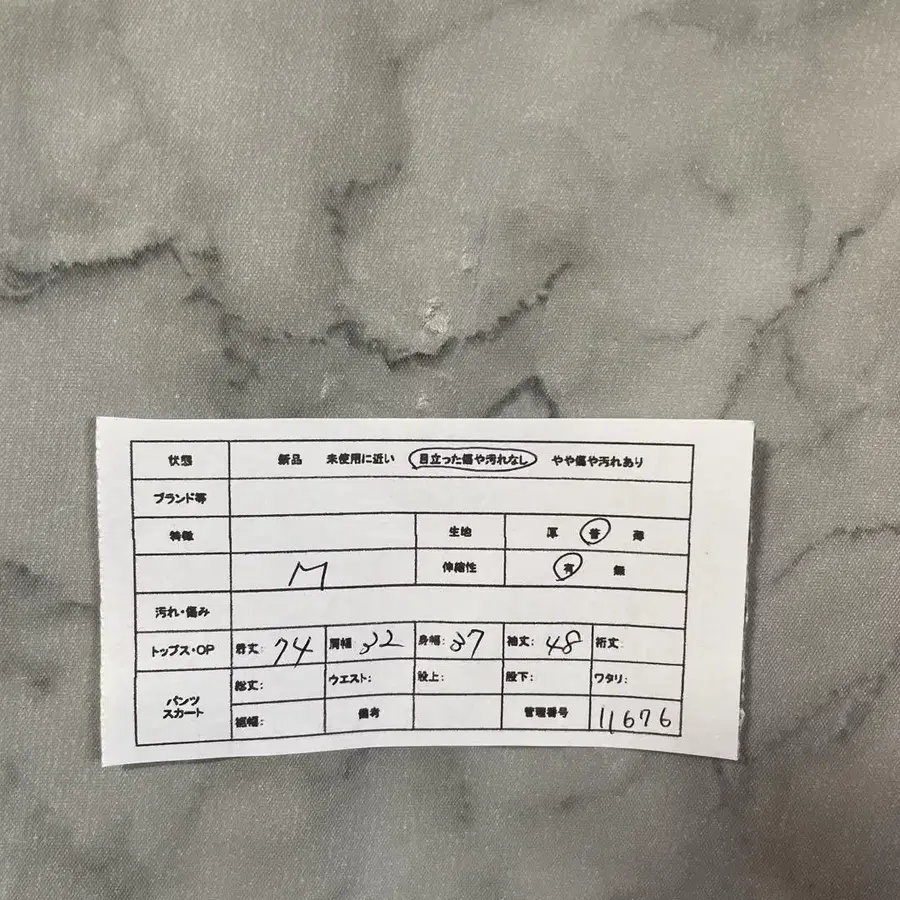 状態 新品 未使用に近い 目立った傷や汚れなし やや傷や汚れあり
ブランド等
特徴 生地 厚 普 薄
M 伸縮性 有 無
汚れ・傷み
トップス・OP 着丈: 74 肩幅: 32 身幅: 37 袖丈: 48 裄丈:
パンツ スカート
総丈: ウエスト: 股上: 股下: ワタリ:
裾幅: 備考 管理番号 11676